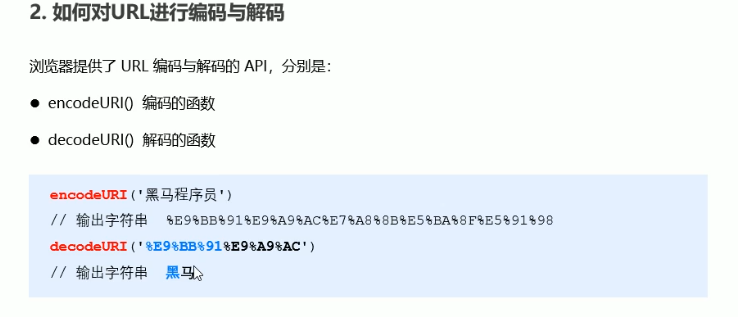 2. 如何对URL进行编码与解码
浏览器提供了 URL 编码与解码的 API，分别是：
● encodeURI() 编码的函数
● decodeURI() 解码的函数
encodeURI('黑马程序员')
// 输出字符串  %E9%BB%91%E9%A9%AC%E7%A8%8B%E5%BA%8F%E5%91%98
decodeURI('%E9%BB%91%E9%A9%AC')
// 输出字符串  黑马